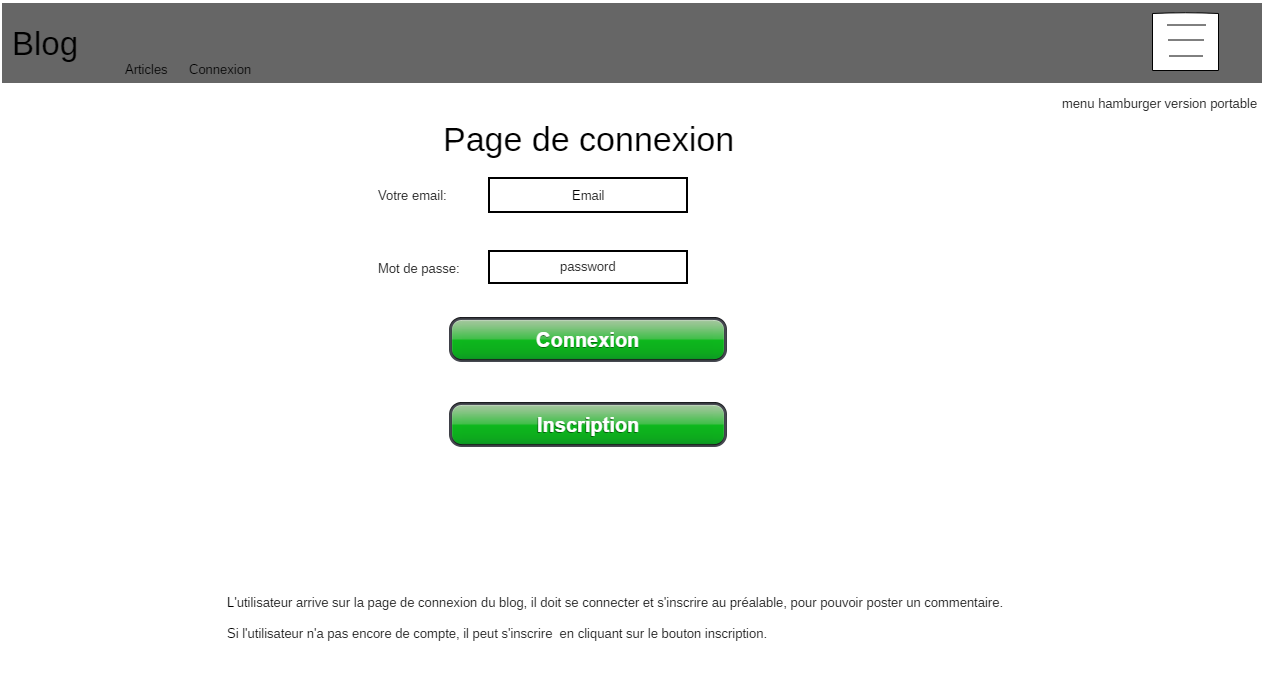 Blog
Articles Connexion
menu hamburger version portable
Page de connexion
Votre email: Email
Mot de passe: password
Connexion
Inscription
L'utilisateur arrive sur la page de connexion du blog, il doit se connecter et s'inscrire au préalable, pour pouvoir poster un commentaire.
Si l'utilisateur n'a pas encore de compte, il peut s'inscrire  en cliquant sur le bouton inscription.